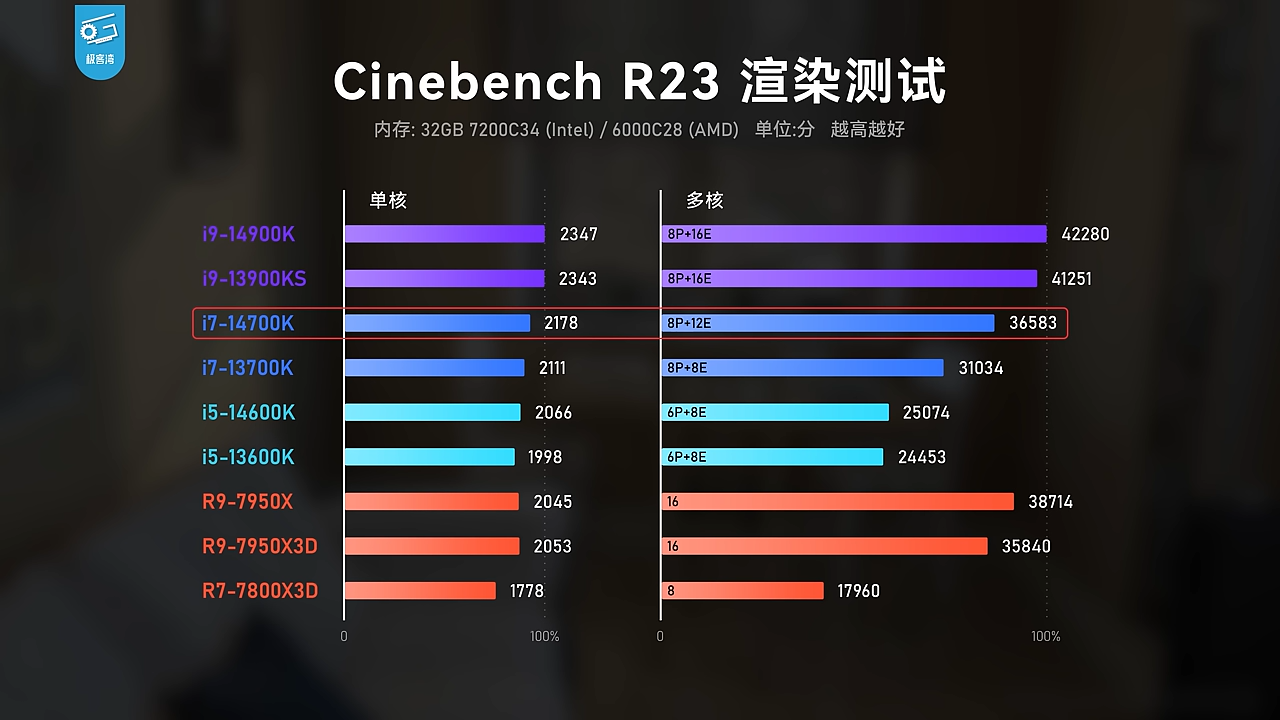 极客湾
Cinebench R23 渲染测试
内存: 32GB 7200C34 (Intel) / 6000C28 (AMD) 单位:分 越高越好
单核 多核
i9-14900K 2347 8P+16E 42280
i9-13900KS 2343 8P+16E 41251
i7-14700K 2178 8P+12E 36583
i7-13700K 2111 8P+8E 31034
i5-14600K 2066 6P+8E 25074
i5-13600K 1998 6P+8E 24453
R9-7950X 2045 16 38714
R9-7950X3D 2053 16 35840
R7-7800X3D 1778 8 17960
0 100% 0 100%